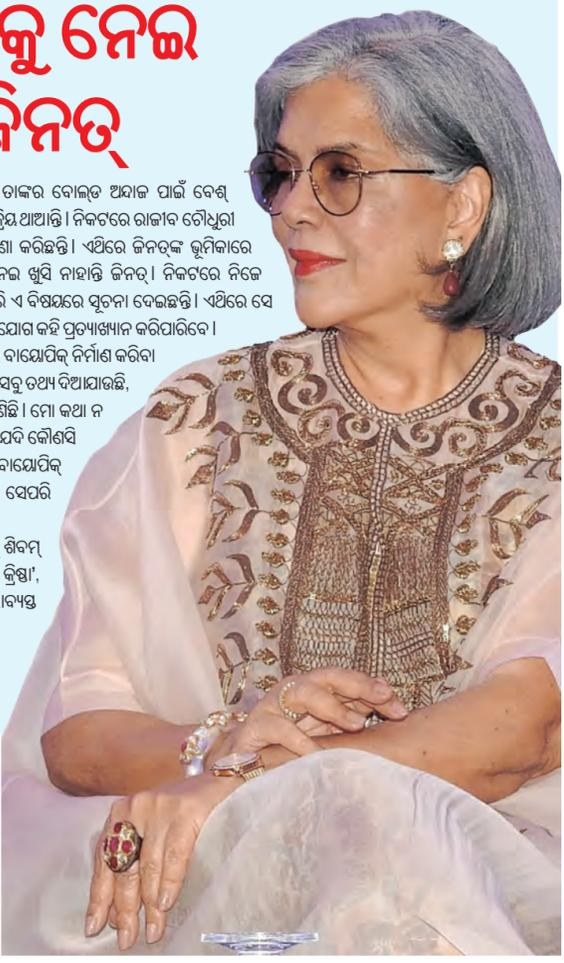 କୁ ନେଇ
ଜିନତ୍
ତାଙ୍କର ବୋଲ୍ଡ ଅନ୍ଦାଜ ପାଇଁ ବେଶ୍
ଥାଆନ୍ତି । ନିକଟରେ ରାଜୀବ ଚୌଧୁରୀ
କରିଛନ୍ତି । ଏଥିରେ ଜିନତ୍‌ଙ୍କ ଭୂମିକାରେ
ନେଇ ଖୁସି ନାହାନ୍ତି ଜିନତ୍ । ନିକଟରେ ନିଜେ
ଏ ବିଷୟରେ ସୂଚନା ଦେଇଛନ୍ତି । ଏଥିରେ ସେ
କହି ପ୍ରତ୍ୟାଖ୍ୟାନ କରିପାରିବେ ।
ବାୟୋପିକ୍ ନିର୍ମାଣ କରିବା
ସବୁ ତଥ୍ୟ ଦିଆଯାଉଛି,
ମୋ କଥା ନ
ଯଦି କୌଣସି
ବାୟୋପିକ୍
ସେପରି
ଶିବମ୍
କ୍ରିଷ୍ଣା',